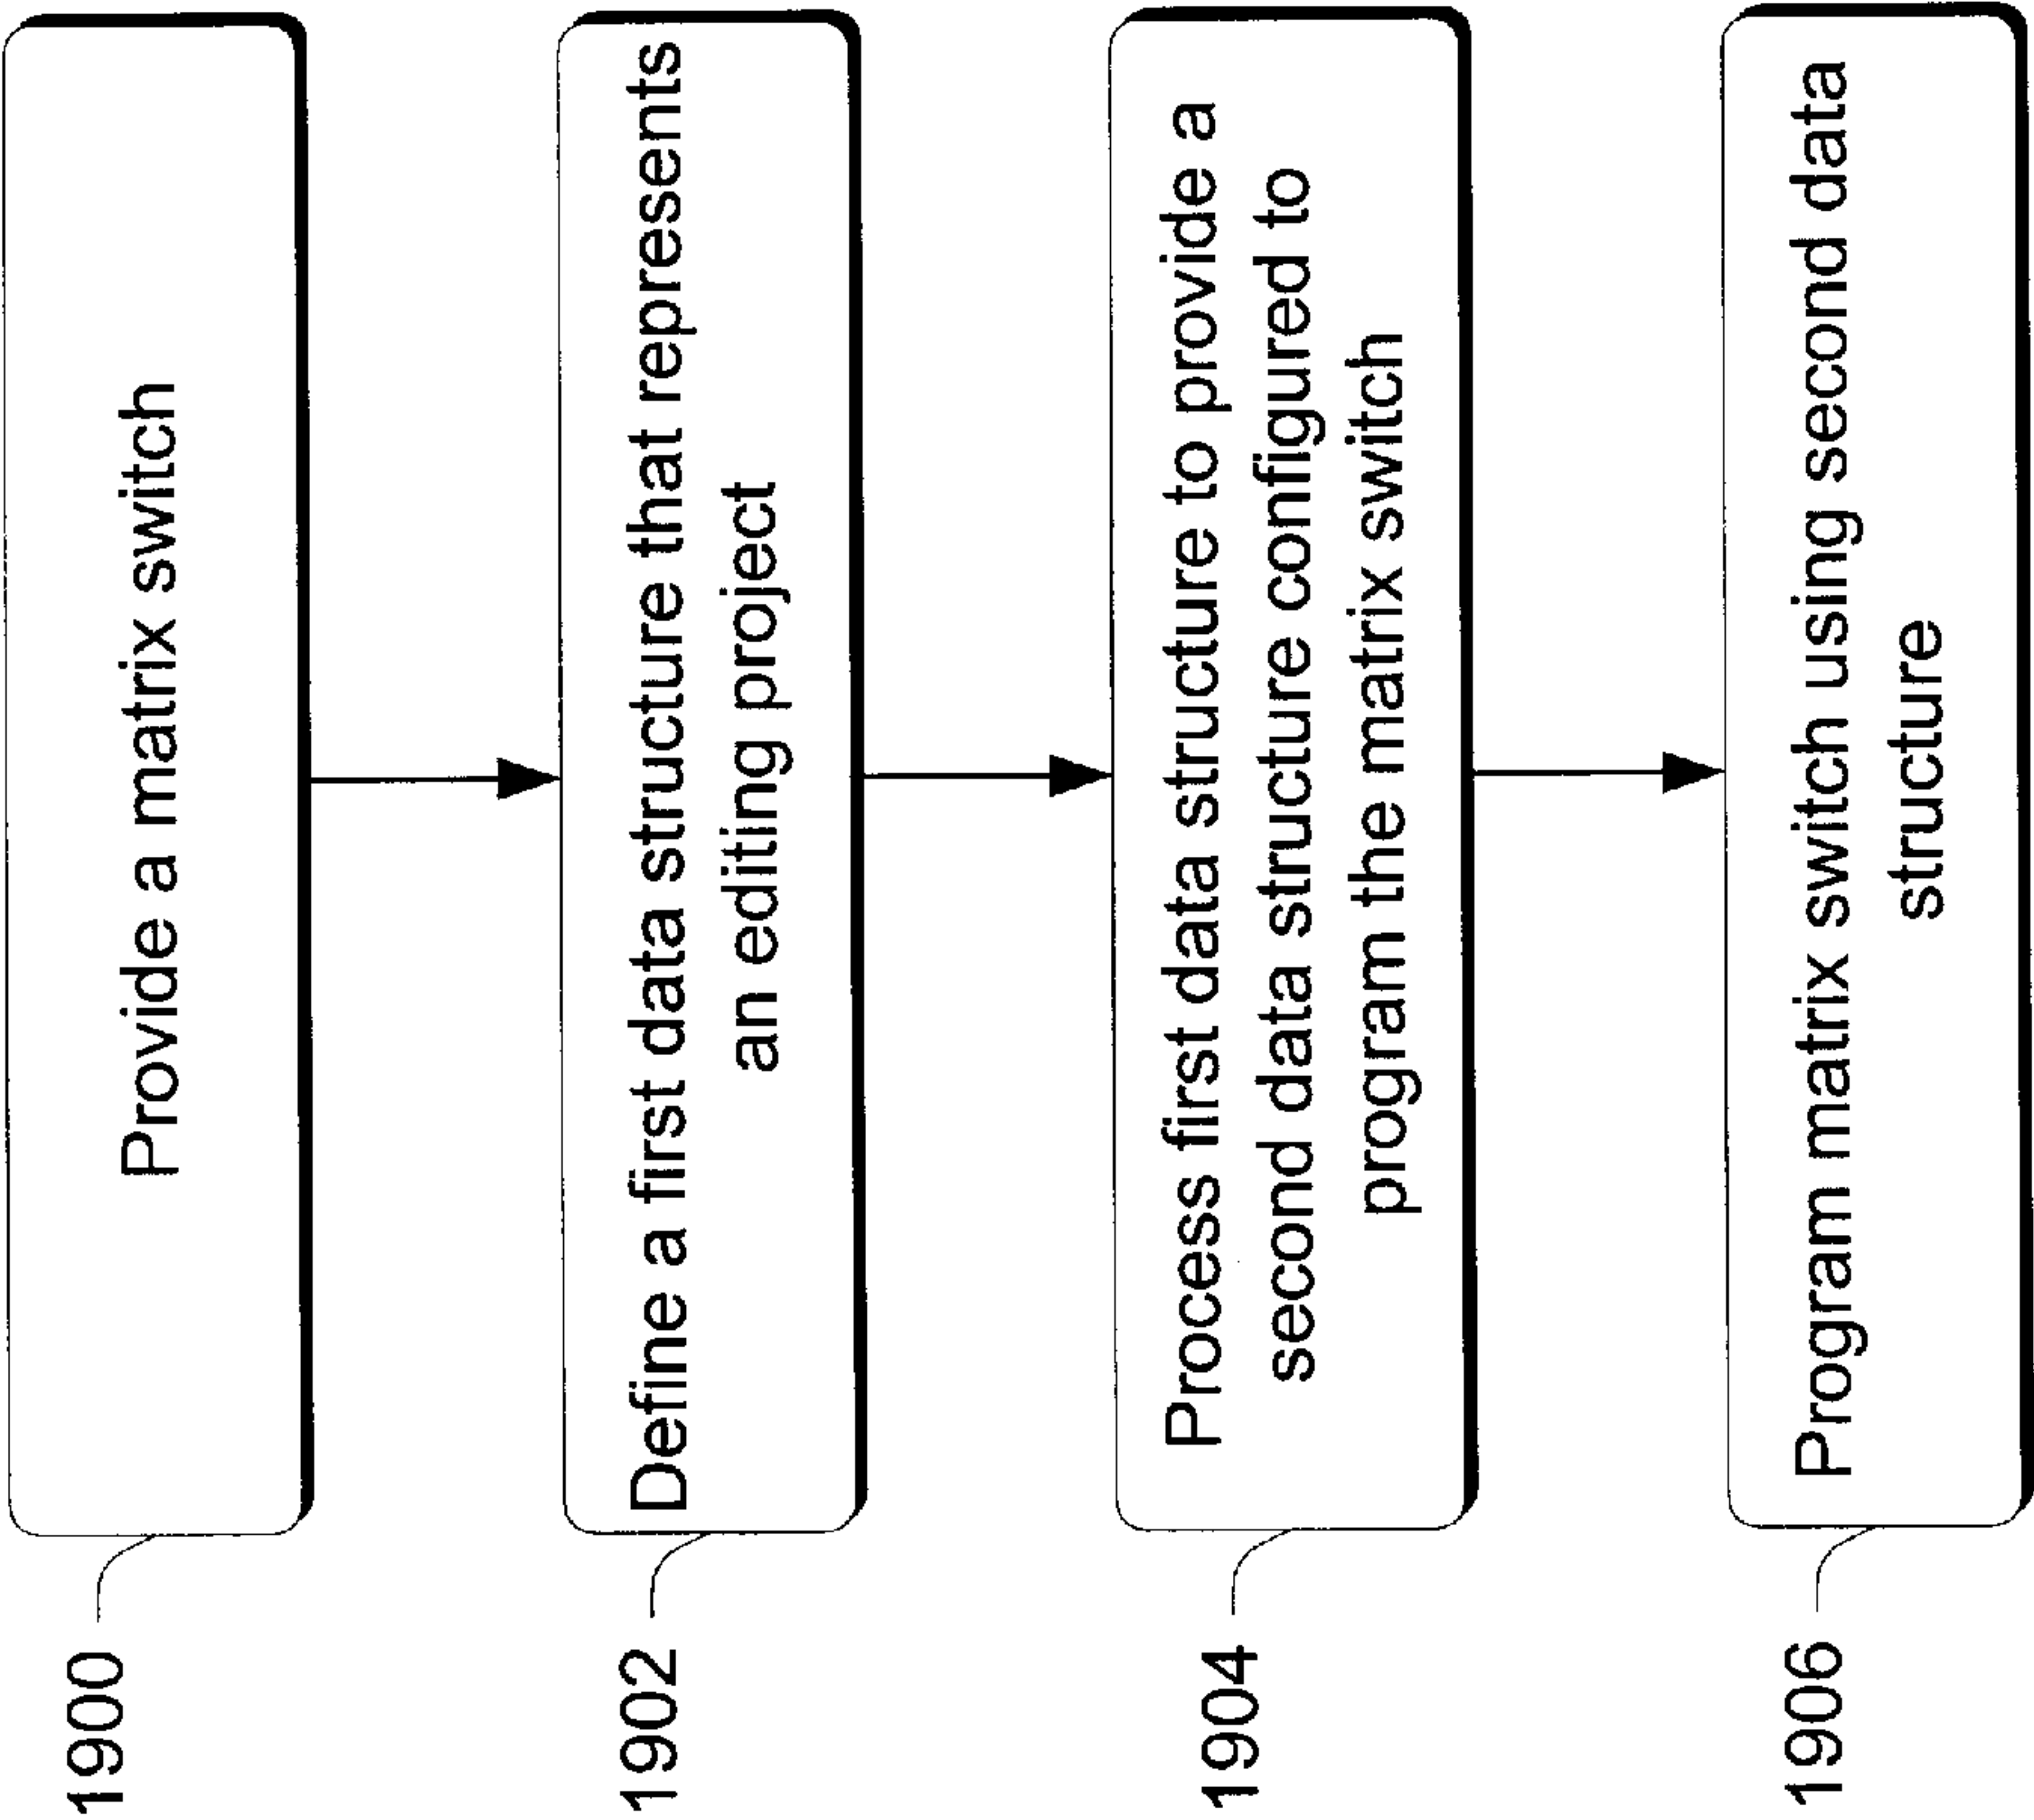 1900
Provide a matrix switch
1902
Define a first data structure that represents
an editing project
1904
Process first data structure to provide a
second data structure configured to
program the matrix switch
1906
Program matrix switch using second data
structure